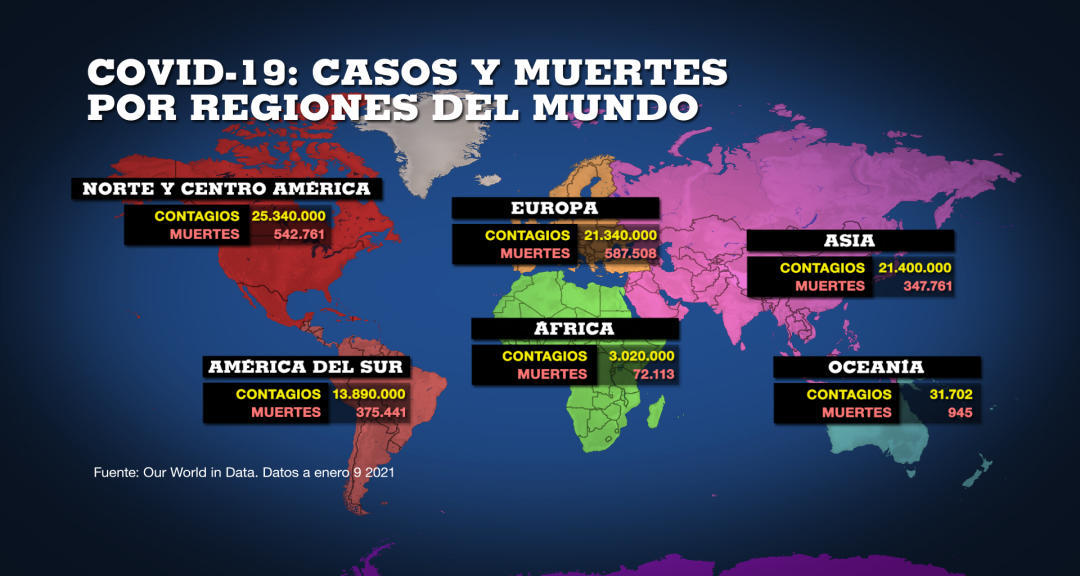 COVID-19: CASOS Y MUERTES
POR REGIONES DEL MUNDO
NORTE Y CENTRO AMÉRICA
CONTAGIOS 25.340.000
MUERTES 542.761
EUROPA
CONTAGIOS 21.340.000
MUERTES 587.508
ASIA
CONTAGIOS 21.400.000
MUERTES 347.761
ÁFRICA
CONTAGIOS 3.020.000
MUERTES 72.113
AMÉRICA DEL SUR
CONTAGIOS 13.890.000
MUERTES 375.441
OCEANÍA
CONTAGIOS 31.702
MUERTES 945
Fuente: Our World in Data. Datos a enero 9 2021